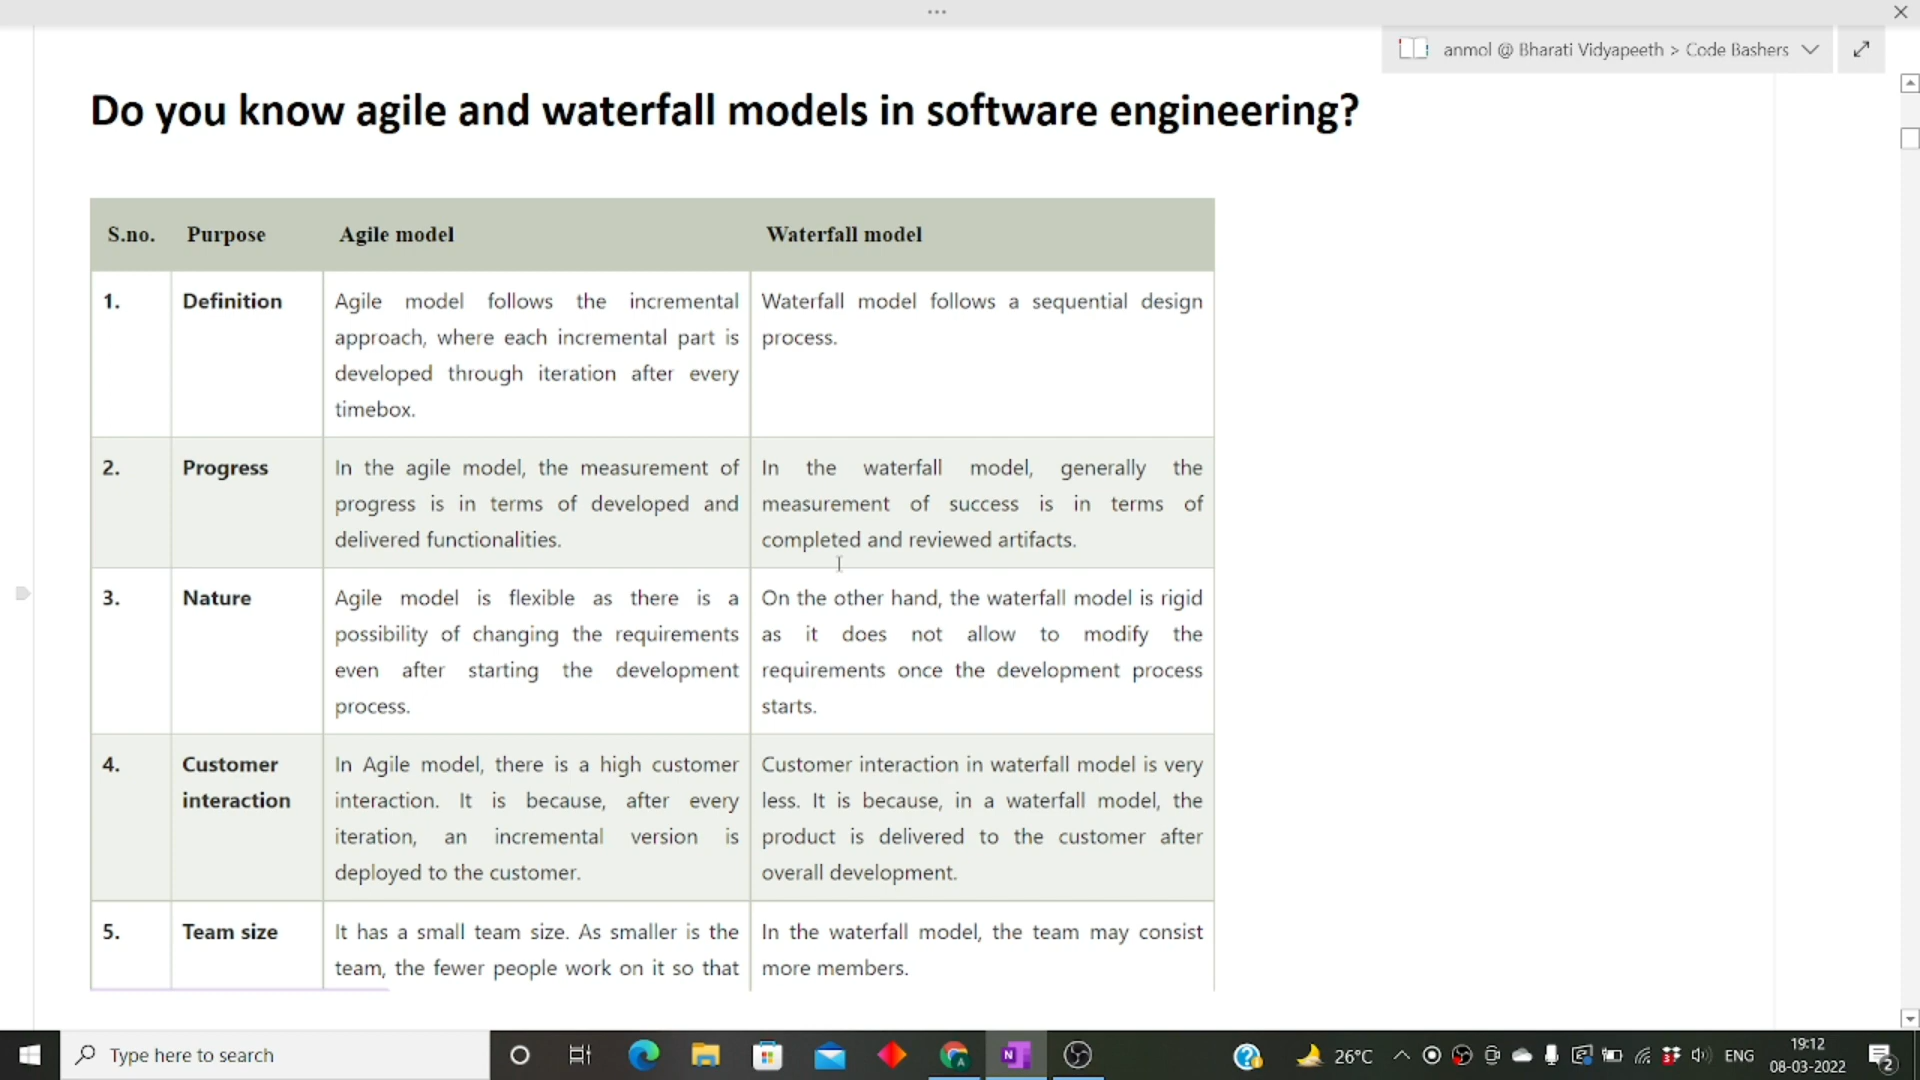 anmol @ Bharati Vidyapeeth > Code Bashers
Do you know agile and waterfall models in software engineering?
S.no. Purpose Agile model Waterfall model
1. Definition
Agile model follows the incremental
approach, where each incremental part is
developed through iteration after every
timebox.
Waterfall model follows a sequential design
process.
2. Progress
In the agile model, the measurement of
progress is in terms of developed and
delivered functionalities.
In the waterfall model, generally the
measurement of success is in terms of
completed and reviewed artifacts.
3. Nature
Agile model is flexible as there is a
possibility of changing the requirements
even after starting the development
process.
On the other hand, the waterfall model is rigid
as it does not allow to modify the
requirements once the development process
starts.
4. Customer
interaction
In Agile model, there is a high customer
interaction. It is because, after every
iteration, an incremental version is
deployed to the customer.
Customer interaction in waterfall model is very
less. It is because, in a waterfall model, the
product is delivered to the customer after
overall development.
5. Team size
It has a small team size. As smaller is the
team, the fewer people work on it so that
In the waterfall model, the team may consist
more members.
Type here to search
26°C
ENG
19:12
08-03-2022
2